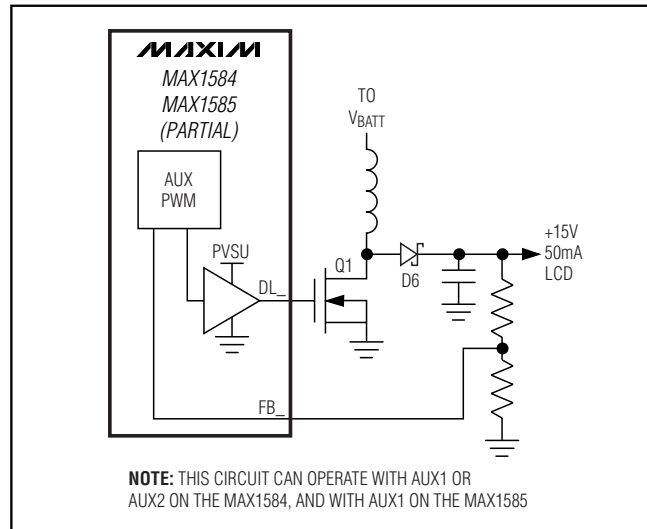 MAXIM
MAX1584
MAX1585
(PARTIAL)
TO
VBATT
AUX
PWM
PVSU
DL_
Q1
D6
+15V
50mA
LCD
FB_
NOTE: THIS CIRCUIT CAN OPERATE WITH AUX1 OR
AUX2 ON THE MAX1584, AND WITH AUX1 ON THE MAX1585